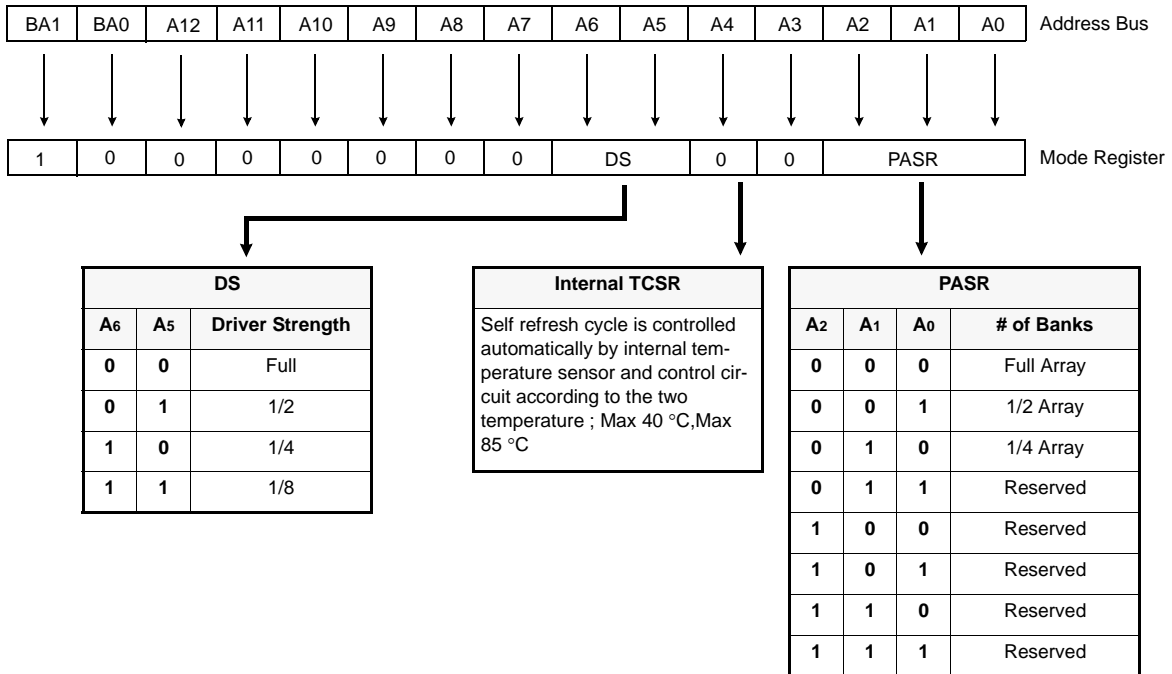 BA1 BA0 A12 A11 A10 A9 A8 A7 A6 A5 A4 A3 A2 A1 A0 Address Bus
1 0 0 0 0 0 0 0 DS 0 0 PASR Mode Register
DS
A6 A5 Driver Strength
0 0 Full
0 1 1/2
1 0 1/4
1 1 1/8
Internal TCSR
Self refresh cycle is controlled
automatically by internal tem-
perature sensor and control cir-
cuit according to the two
temperature ; Max 40 °C,Max
85 °C
PASR
A2 A1 A0 # of Banks
0 0 0 Full Array
0 0 1 1/2 Array
0 1 0 1/4 Array
0 1 1 Reserved
1 0 0 Reserved
1 0 1 Reserved
1 1 0 Reserved
1 1 1 Reserved